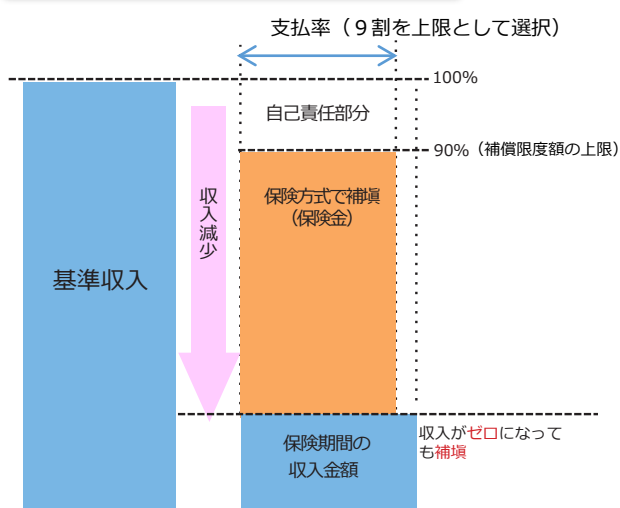 支払率（９割を上限として選択）
100%
自己責任部分
90%（補償限度額の上限）
保険方式で補塡
（保険金）
収入減少
基準収入
収入がゼロになって
も補塡
保険期間の
収入金額